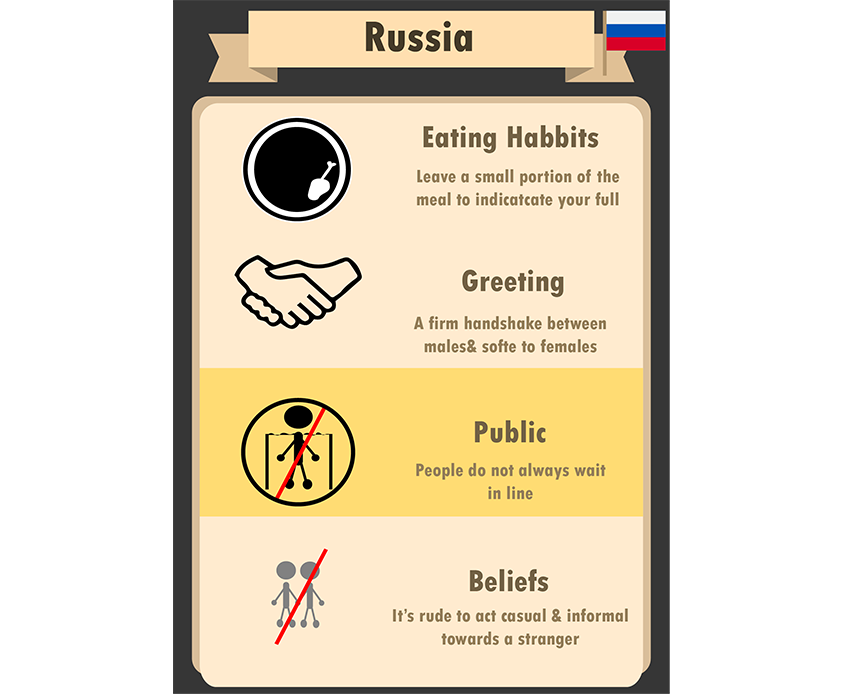 Russia
Eating Habbits
Leave a small portion of the
meal to indicatcate your full
Greeting
A firm handshake between
males& softe to females
Public
People do not always wait
in line
Beliefs
It's rude to act casual & informal
towards a stranger